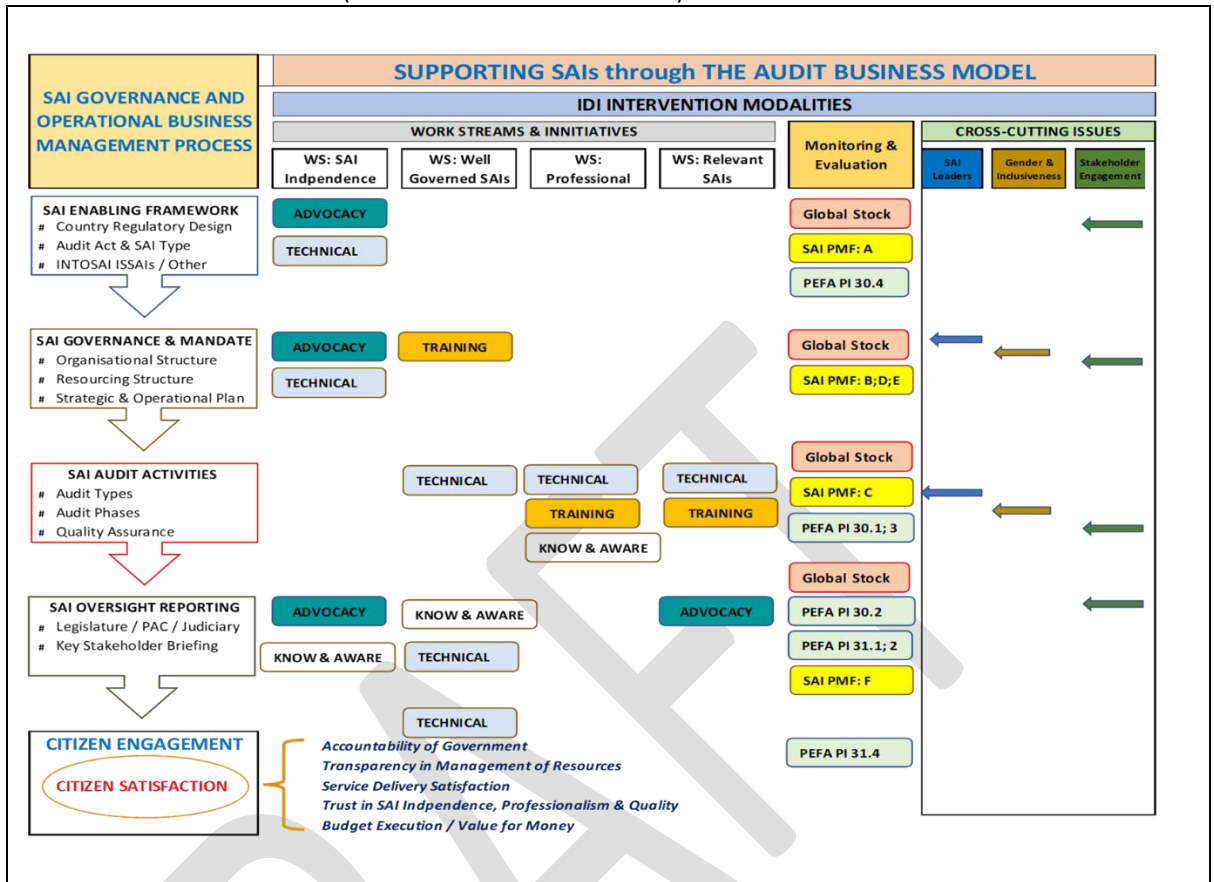 SUPPORTING SAIs through THE AUDIT BUSINESS MODEL
SAI GOVERNANCE AND
OPERATIONAL BUSINESS
MANAGEMENT PROCESS
IDI INTERVENTION MODALITIES
WORK STREAMS & INNITIATIVES
Monitoring &
Evaluation
CROSS-CUTTING ISSUES
WS: SAI
Indpendence
WS: Well
Governed SAIs
WS:
Professional
WS: Relevant
SAIs
SAI
Leaders
Gender &
Inclusiveness
Stakeholder
Engagement
SAI ENABLING FRAMEWORK
# Country Regulatory Design
# Audit Act & SAI Type
# INTOSAI ISSAIs / Other
ADVOCACY
TECHNICAL
Global Stock
SAI PMF: A
PEFA PI 30.4
SAI GOVERNANCE & MANDATE
# Organisational Structure
# Resourcing Structure
# Strategic & Operational Plan
ADVOCACY
TRAINING
TECHNICAL
Global Stock
SAI PMF: B;D;E
SAI AUDIT ACTIVITIES
# Audit Types
# Audit Phases
# Quality Assurance
TECHNICAL
TECHNICAL
TECHNICAL
TRAINING
TRAINING
KNOW & AWARE
Global Stock
SAI PMF: C
PEFA PI 30.1; 3
SAI OVERSIGHT REPORTING
# Legislature / PAC / Judiciary
# Key Stakeholder Briefing
ADVOCACY
KNOW & AWARE
ADVOCACY
KNOW & AWARE
TECHNICAL
Global Stock
PEFA PI 30.2
PEFA PI 31.1; 2
SAI PMF: F
TECHNICAL
CITIZEN ENGAGEMENT
CITIZEN SATISFACTION
Accountability of Government
Transparency in Management of Resources
Service Delivery Satisfaction
Trust in SAI Indpendence, Professionalism & Quality
Budget Execution / Value for Money
PEFA PI 31.4
DRAFT